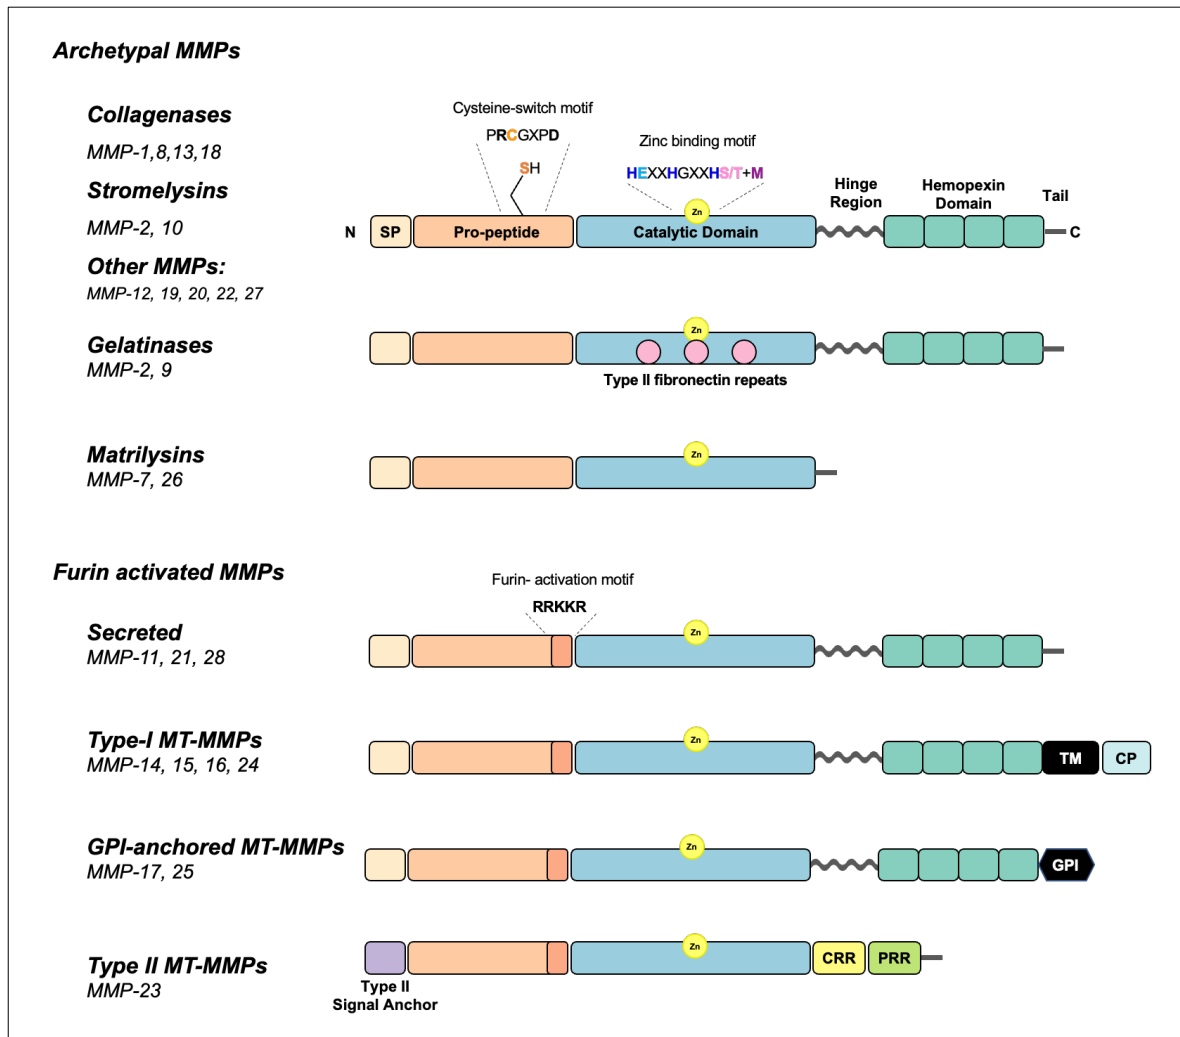 Archetypal MMPs
Collagenases
MMP-1,8,13,18
Stromelysins
MMP-2, 10
Other MMPs:
MMP-12, 19, 20, 22, 27
Cysteine-switch motif
PRCGXPD
SH
Zinc binding motif
HEXXHGXXHS/T+M
Zn
Hinge
Region
Hemopexin
Domain
Tail
N
SP
Pro-peptide
Catalytic Domain
C
Gelatinases
MMP-2, 9
Zn
Type II fibronectin repeats
Matrilysins
MMP-7, 26
Zn
Furin activated MMPs
Furin- activation motif
RRKKR
Secreted
MMP-11, 21, 28
Zn
Type-I MT-MMPs
MMP-14, 15, 16, 24
Zn
TM
CP
GPI-anchored MT-MMPs
MMP-17, 25
Zn
GPI
Type II MT-MMPs
MMP-23
Zn
CRR
PRR
Type II
Signal Anchor